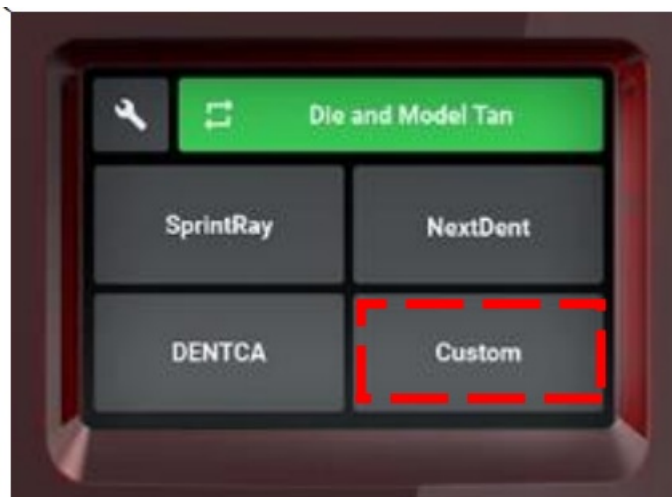 Die and Model Tan
SprintRay
NextDent
DENTCA
Custom